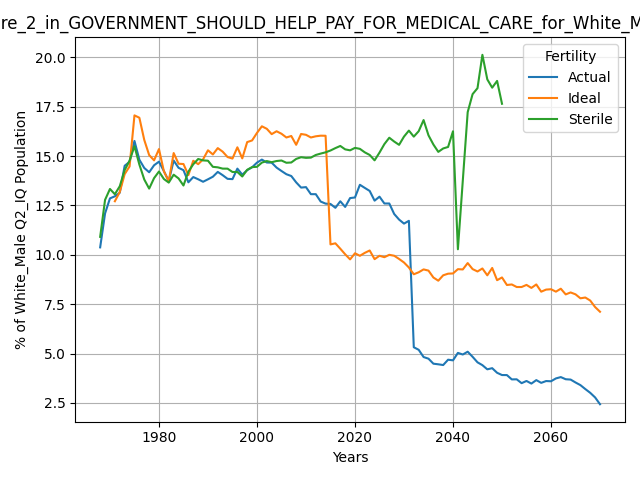 re_2_in_GOVERNMENT_SHOULD_HELP_PAY_FOR_MEDICAL_CARE_for_White_M
Fertility
Actual
Ideal
Sterile
% of White_Male Q2_IQ Population
20.0
17.5
15.0
12.5
10.0
7.5
5.0
2.5
1980
2000
2020
2040
2060
Years